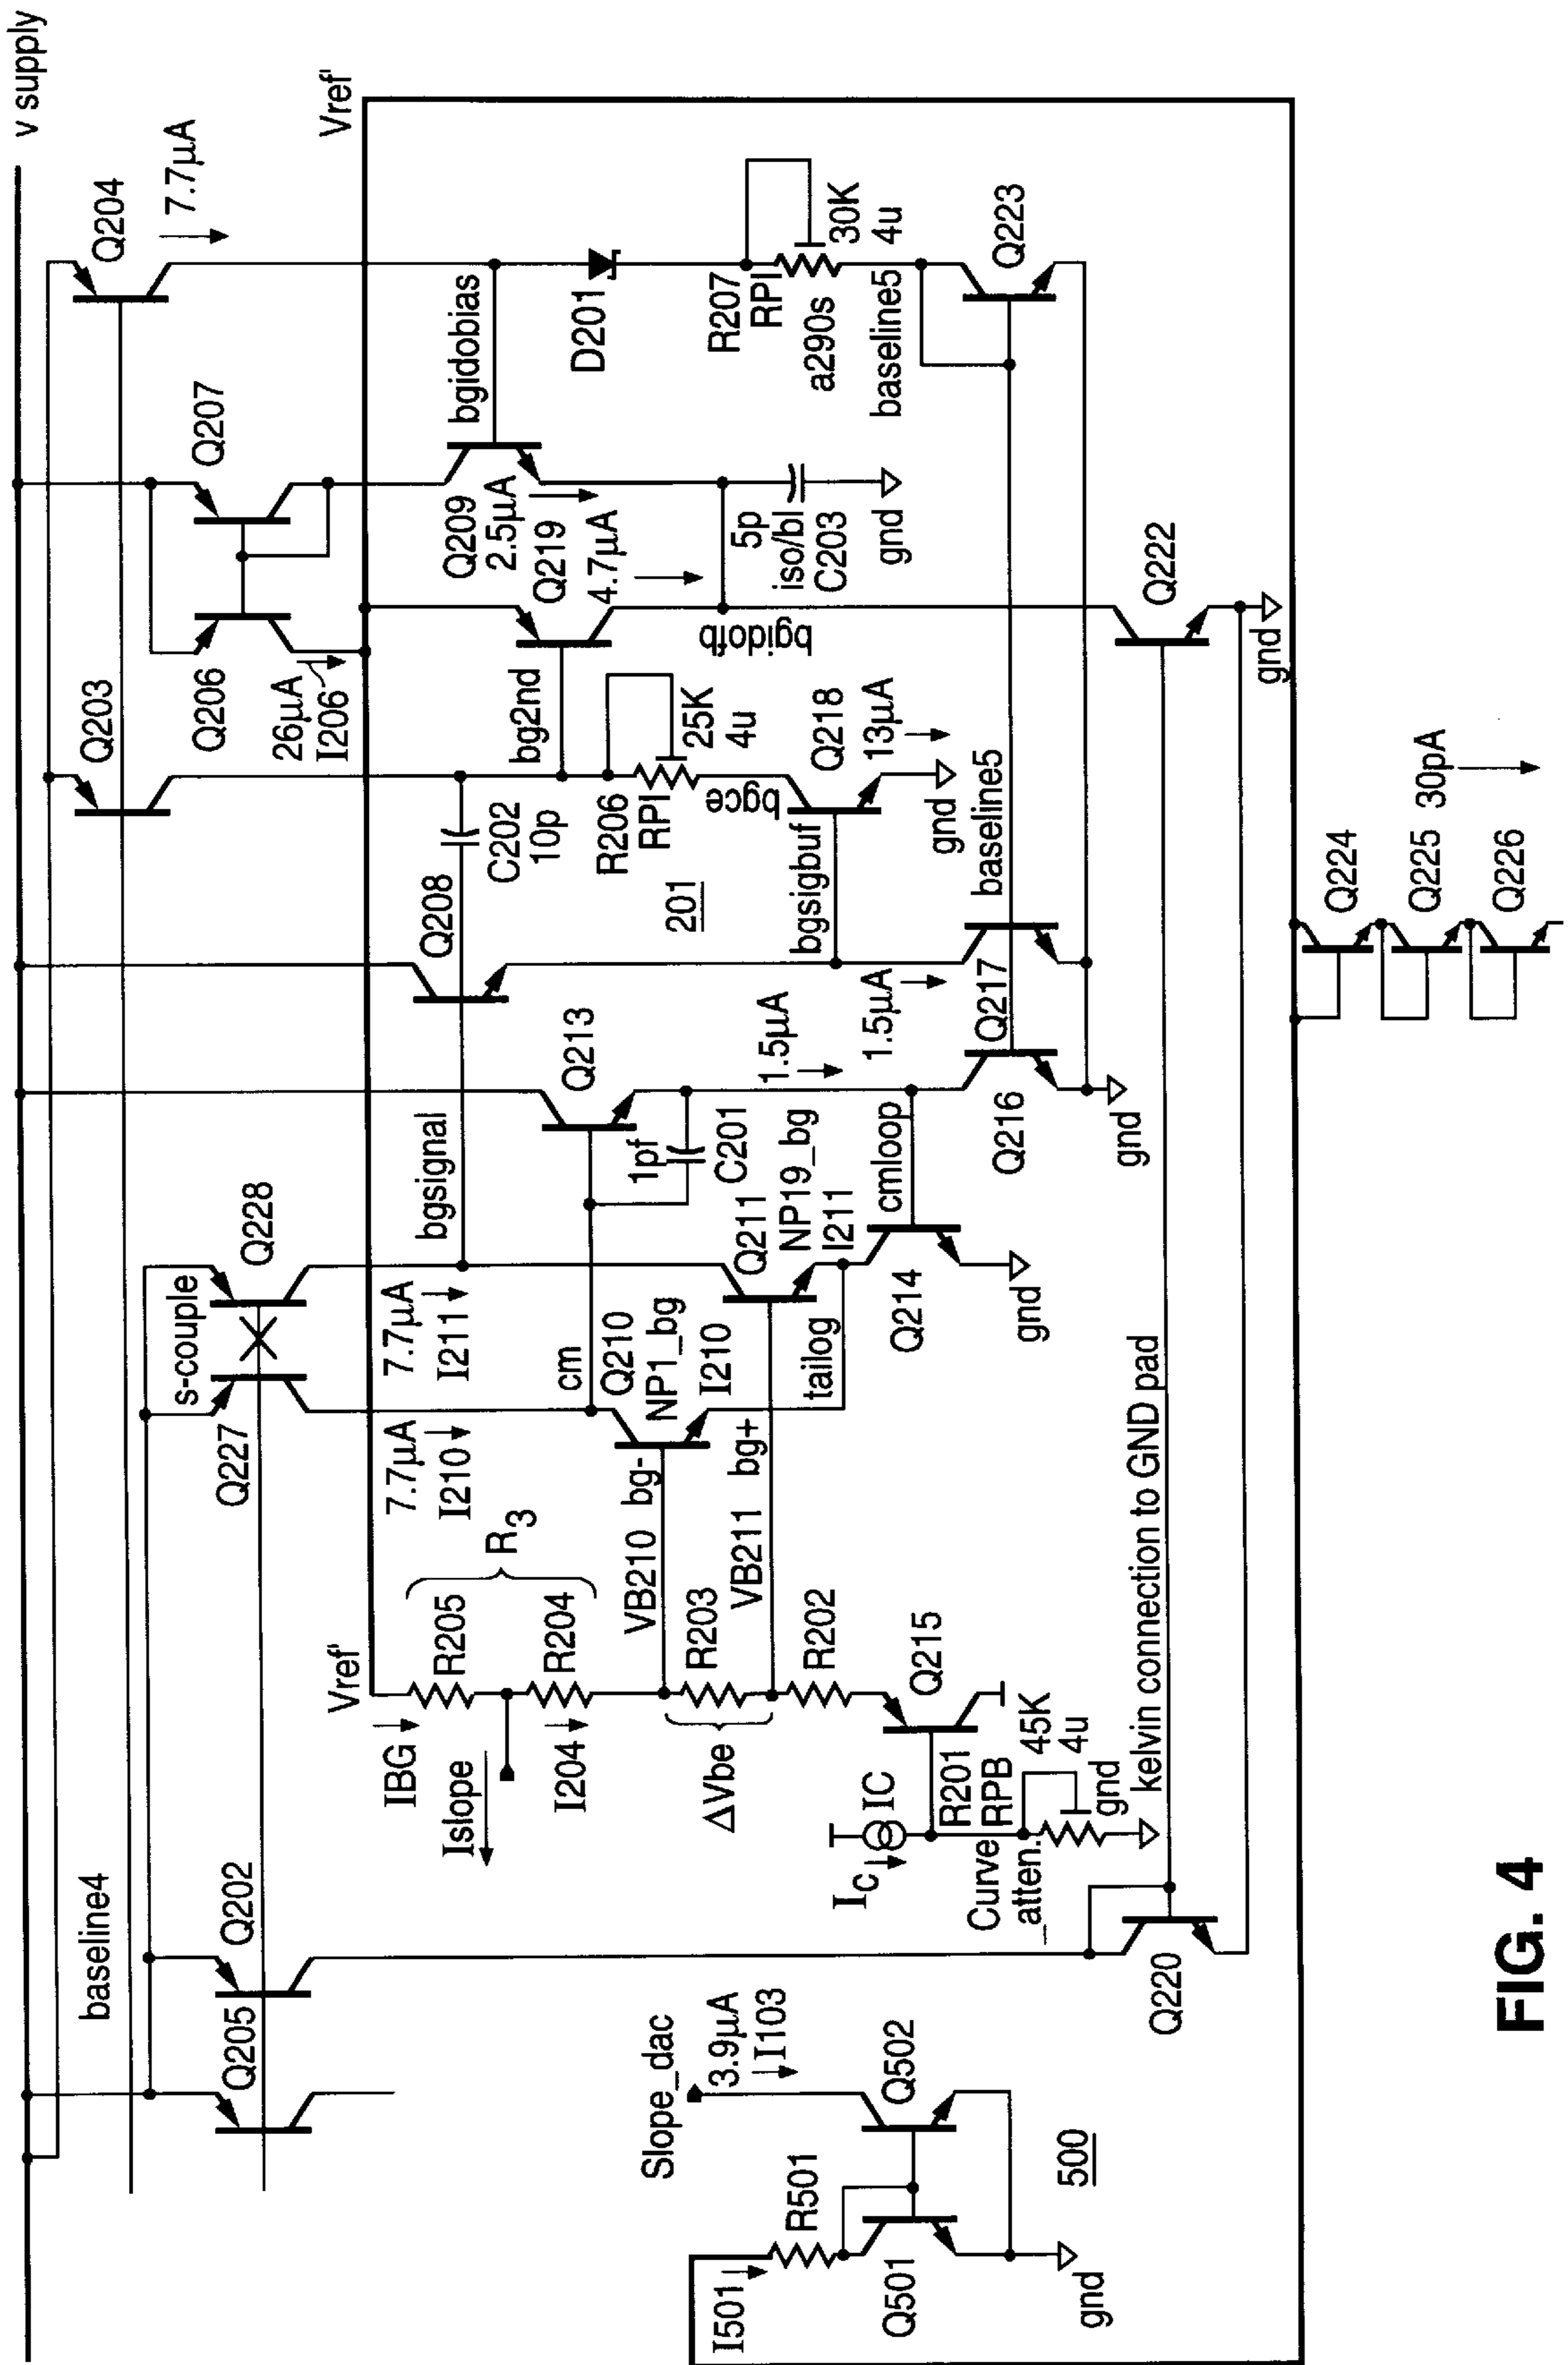 v supply
baseline4
Q205
Q202
Q227
s-couple
Q228
Q203
Q206
Q207
Q204
7.7µA
26µA
I206
Vref'
Vref'
IBG
R205
R3
Islope
I204
R204
7.7µA
I210
7.7µA
I211
bgsignal
cm
Q213
Q208
C202
10p
bg2nd
R206
RPI
25K
4u
201
bgce
Q209
2.5µA
bgidobias
Q219
4.7µA
bgidofb
5p
iso/bl
C203
gnd
D201
R207
RPI
30K
4u
a290s
baseline5
VB210
bg-
R203
ΔVbe
VB211
bg+
R202
Q210
NP1_bg
I210
tailog
1pf
C201
Q211
NP19_bg
I211
cmloop
Q214
gnd
1.5µA
1.5µA
bgsigbuf
Q218
13µA
gnd
baseline5
Q216
Q217
gnd
Q223
Q222
gnd
Q215
Ic
IC
R201
RPB
45K
4u
Curve
_atten.
gnd
kelvin connection to GND pad
Q220
Slope_dac
3.9µA
I103
I501
R501
Q501
Q502
500
gnd
Q224
Q225
30pA
Q226
FIG. 4